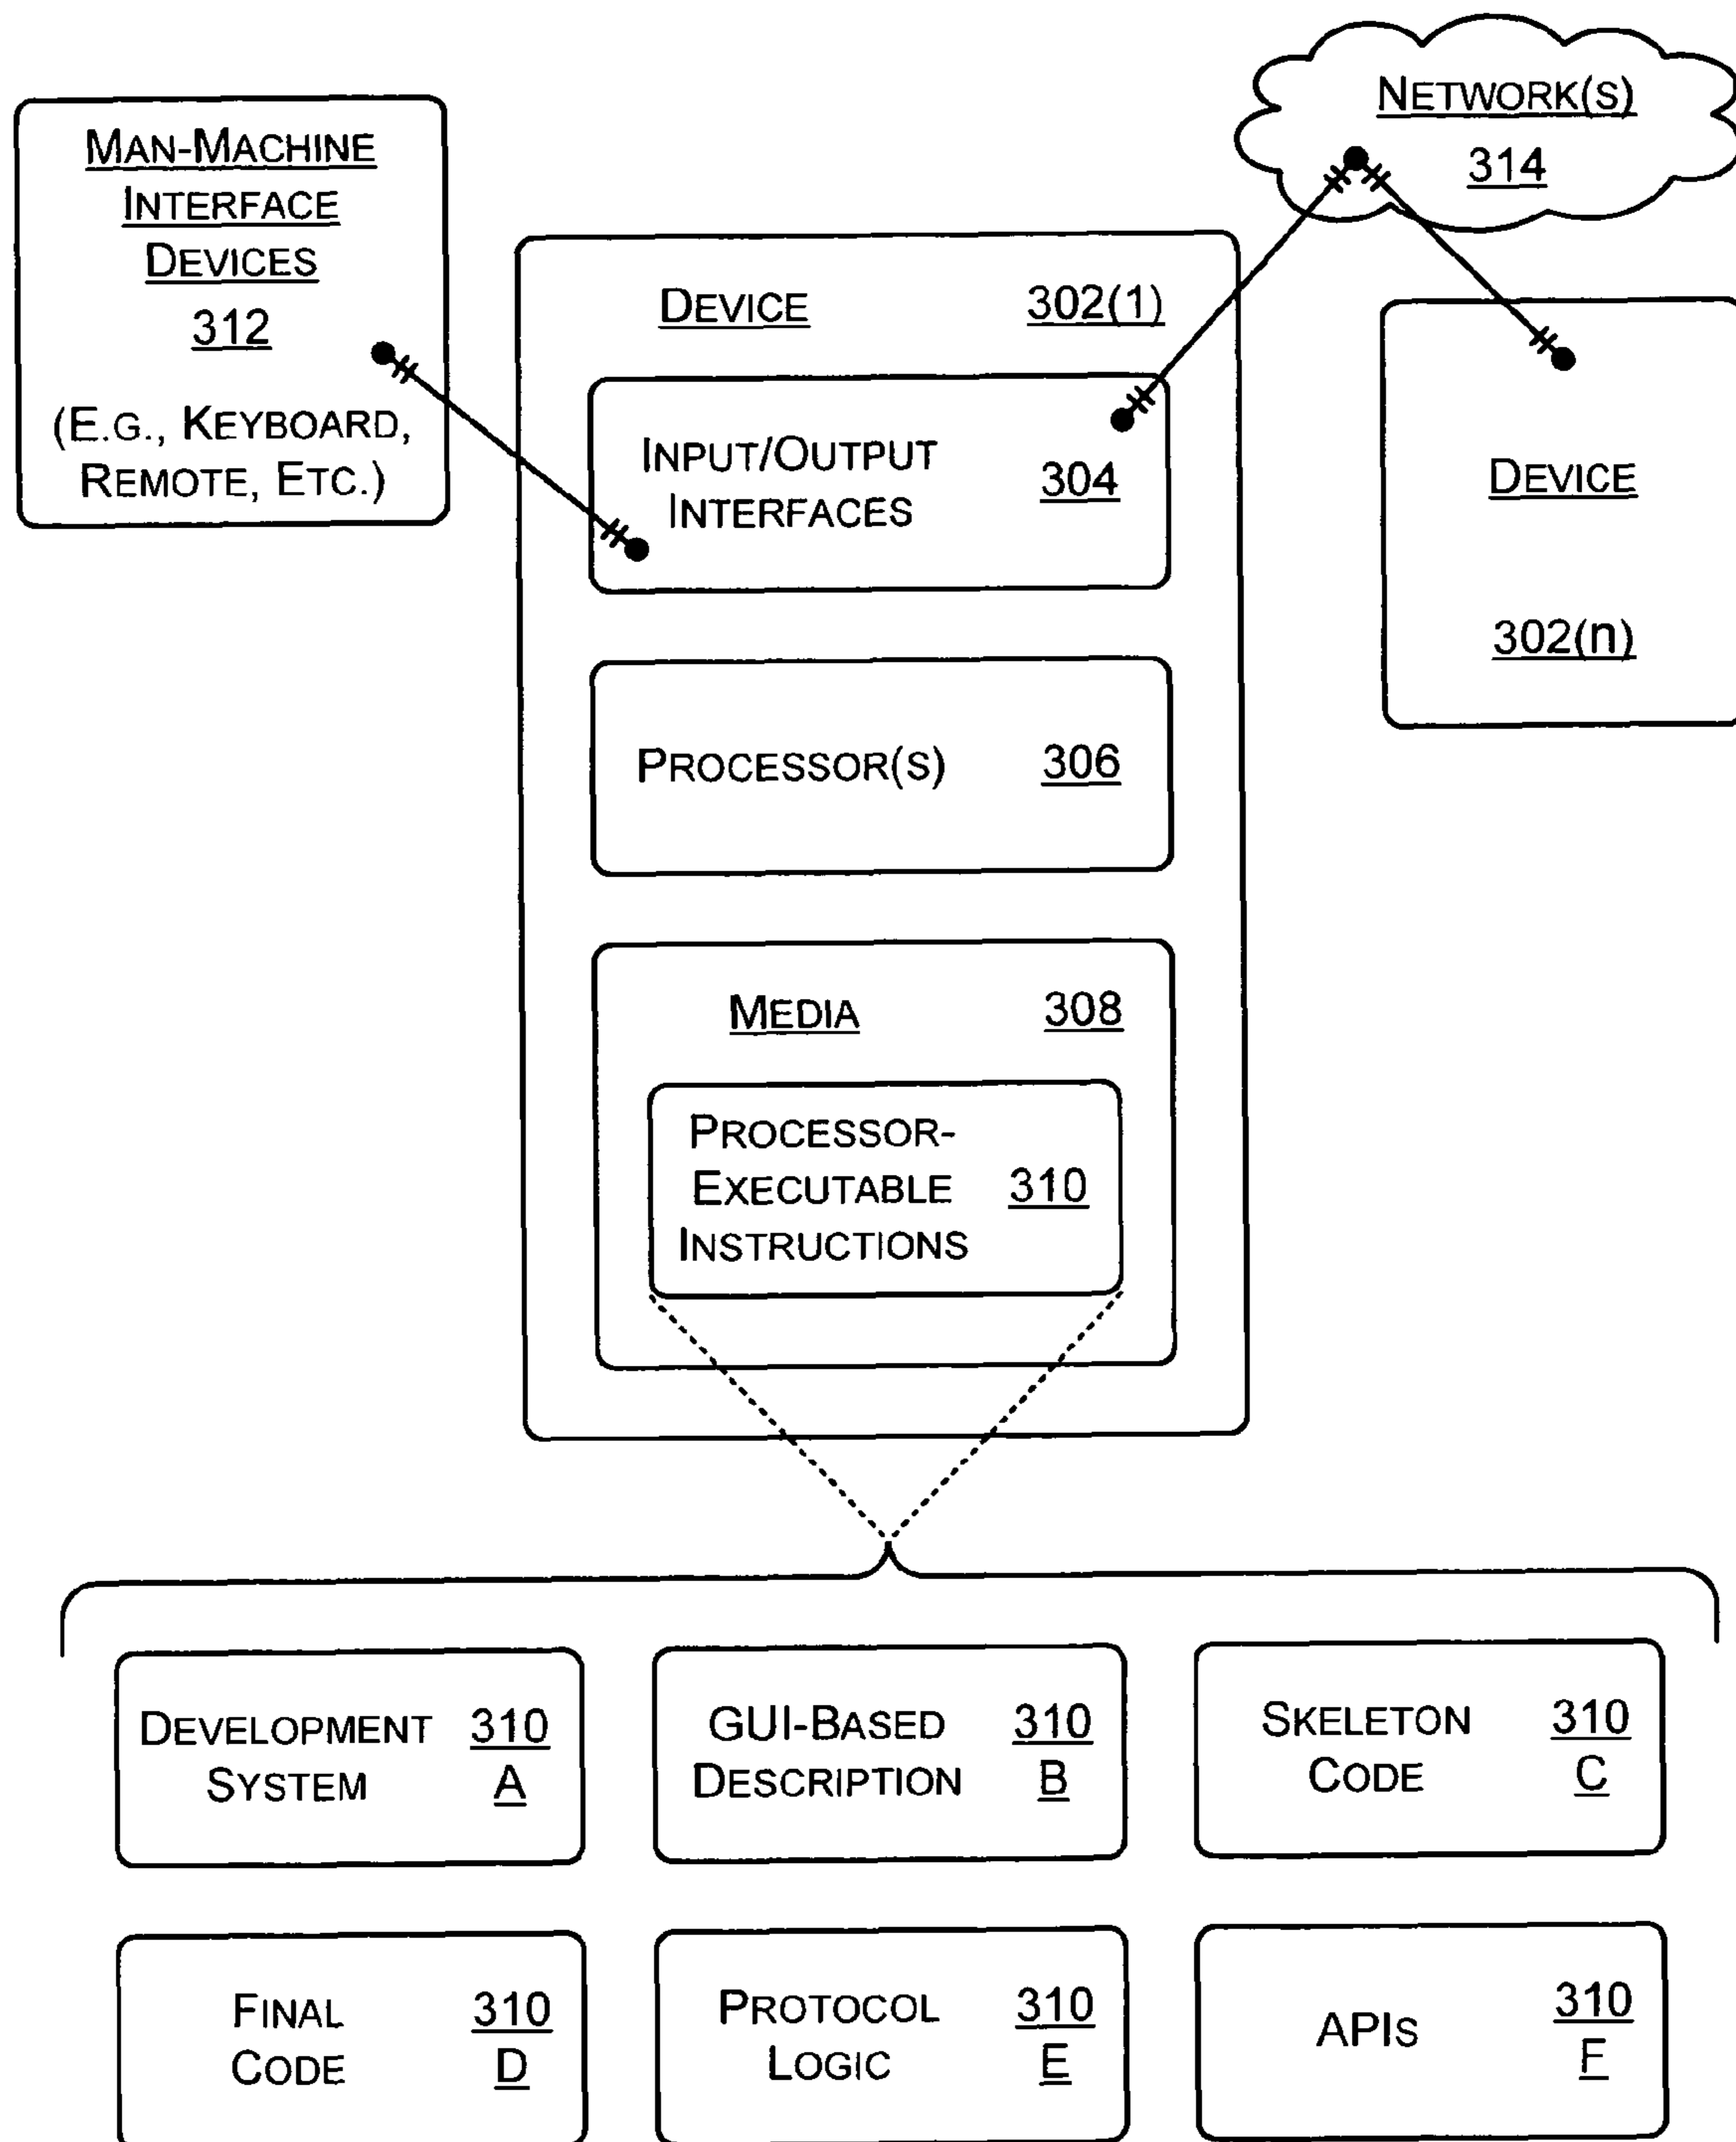 NETWORK(S)
314
MAN-MACHINE
INTERFACE
DEVICES
312
(E.G., KEYBOARD,
REMOTE, ETC.)
DEVICE 302(1)
INPUT/OUTPUT
INTERFACES
304
DEVICE
302(n)
PROCESSOR(S) 306
MEDIA 308
PROCESSOR-
EXECUTABLE
INSTRUCTIONS
310
DEVELOPMENT
SYSTEM
310
A
GUI-BASED
DESCRIPTION
310
B
SKELETON
CODE
310
C
FINAL
CODE
310
D
PROTOCOL
LOGIC
310
E
APIS
310
F